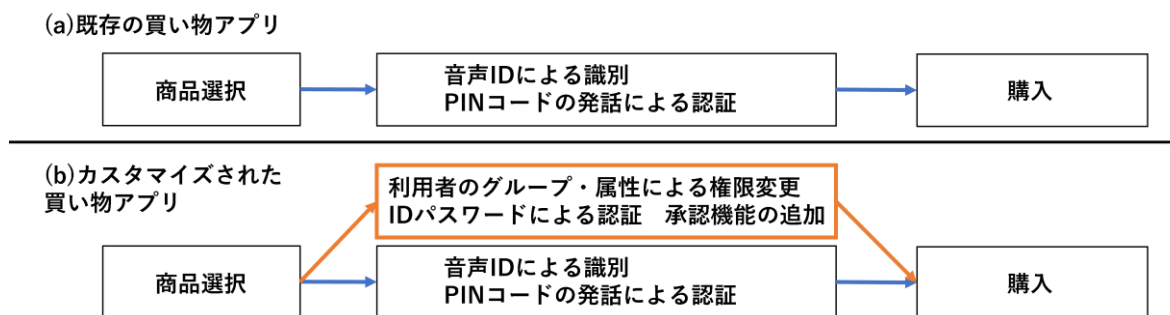 (a)既存の買い物アプリ
商品選択
音声IDによる識別
PINコードの発話による認証
購入
(b)カスタマイズされた
買い物アプリ
利用者のグループ・属性による権限変更
IDパスワードによる認証　承認機能の追加
商品選択
音声IDによる識別
PINコードの発話による認証
購入